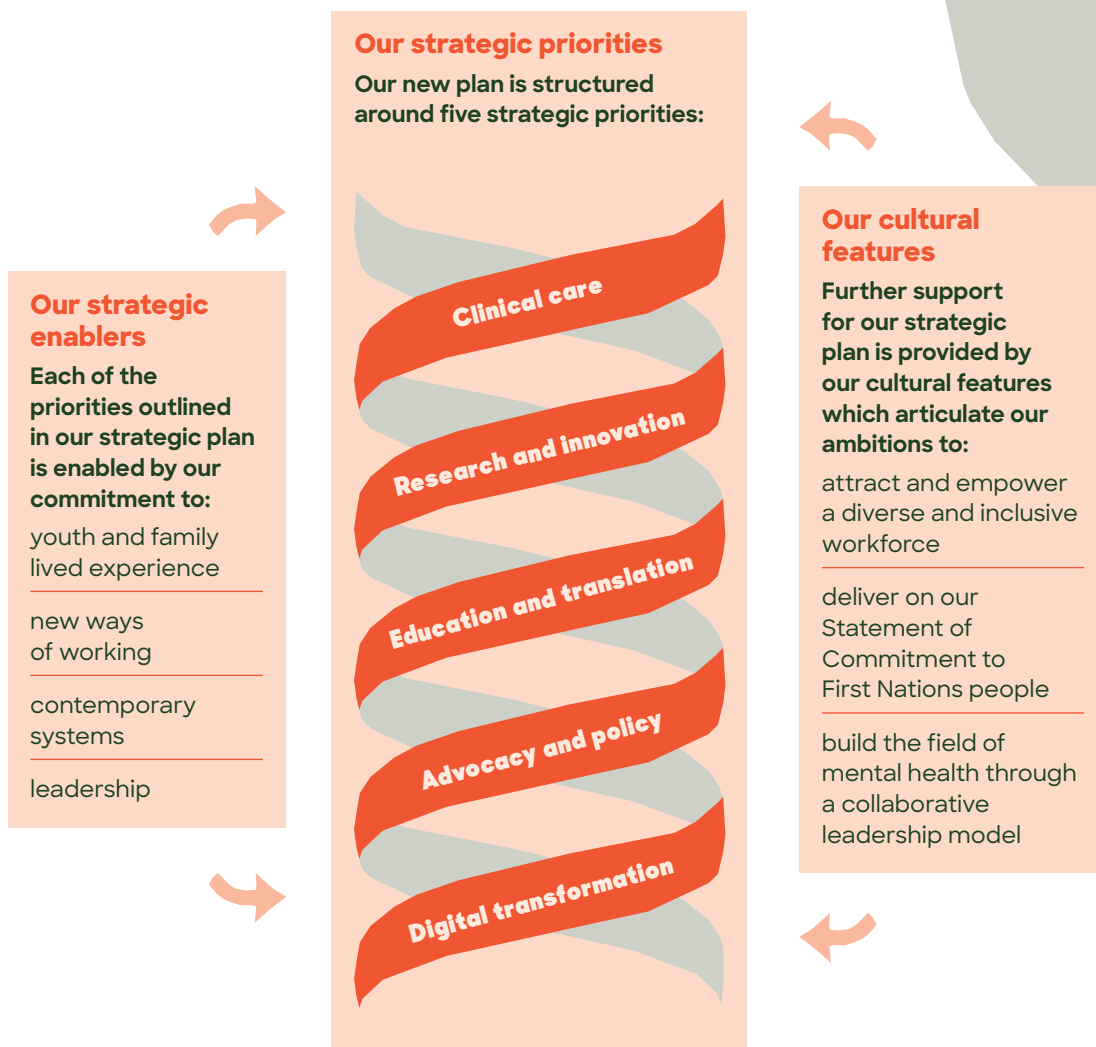 Our strategic priorities
Our new plan is structured
around five strategic priorities:
Clinical care
Research and innovation
Education and translation
Advocacy and policy
Digital transformation
Our strategic
enablers
Each of the
priorities outlined
in our strategic plan
is enabled by our
commitment to:
youth and family
lived experience
new ways
of working
contemporary
systems
leadership
Our cultural
features
Further support
for our strategic
plan is provided by
our cultural features
which articulate our
ambitions to:
attract and empower
a diverse and inclusive
workforce
deliver on our
Statement of
Commitment to
First Nations people
build the field of
mental health through
a collaborative
leadership model